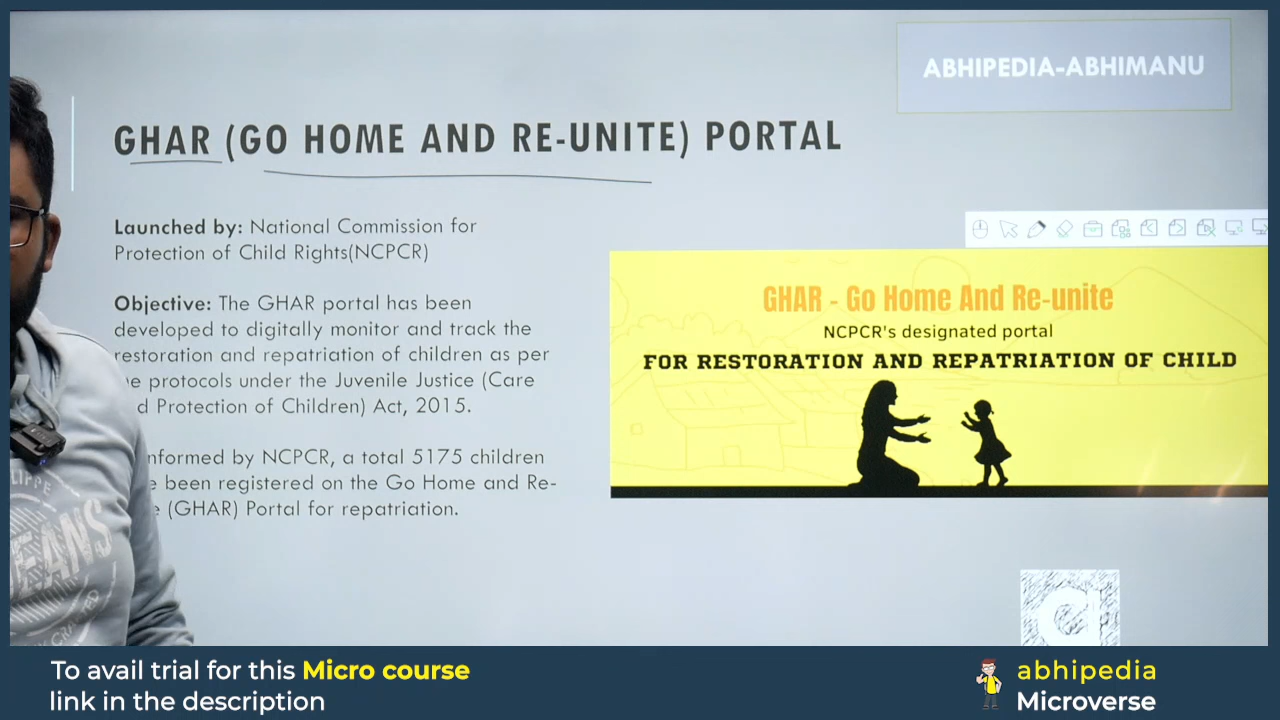 ABHIPEDIA-ABHIMANU
GHAR (GO HOME AND RE-UNITE) PORTAL
Launched by: National Commission for
Protection of Child Rights(NCPCR)
Objective: The GHAR portal has been
developed to digitally monitor and track the
restoration and repatriation of children as per
protocols under the Juvenile Justice (Care
Protection of Children) Act, 2015.
by NCPCR, a total 5175 children
been registered on the Go Home and Re-
(GHAR) Portal for repatriation.
GHAR - Go Home And Re-unite
NCPCR's designated portal
FOR RESTORATION AND REPATRIATION OF CHILD
To avail trial for this Micro course
link in the description
abhipedia
Microverse